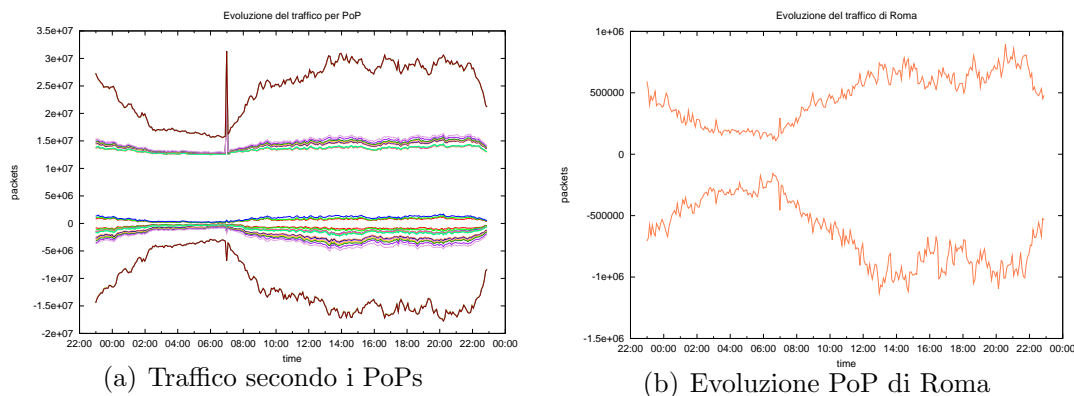 Evoluzione del traffico per PoP
3.5e+07
3e+07
2.5e+07
2e+07
1.5e+07
1e+07
5e+06
0
-5e+06
-1e+07
-1.5e+07
-2e+07
packets
22:00 00:00 02:00 04:00 06:00 08:00 10:00 12:00 14:00 16:00 18:00 20:00 22:00 00:00
time
(a) Traffico secondo i PoPs
Evoluzione del traffico di Roma
1e+06
500000
0
-500000
-1e+06
-1.5e+06
packets
22:00 00:00 02:00 04:00 06:00 08:00 10:00 12:00 14:00 16:00 18:00 20:00 22:00 00:00
time
(b) Evoluzione PoP di Roma